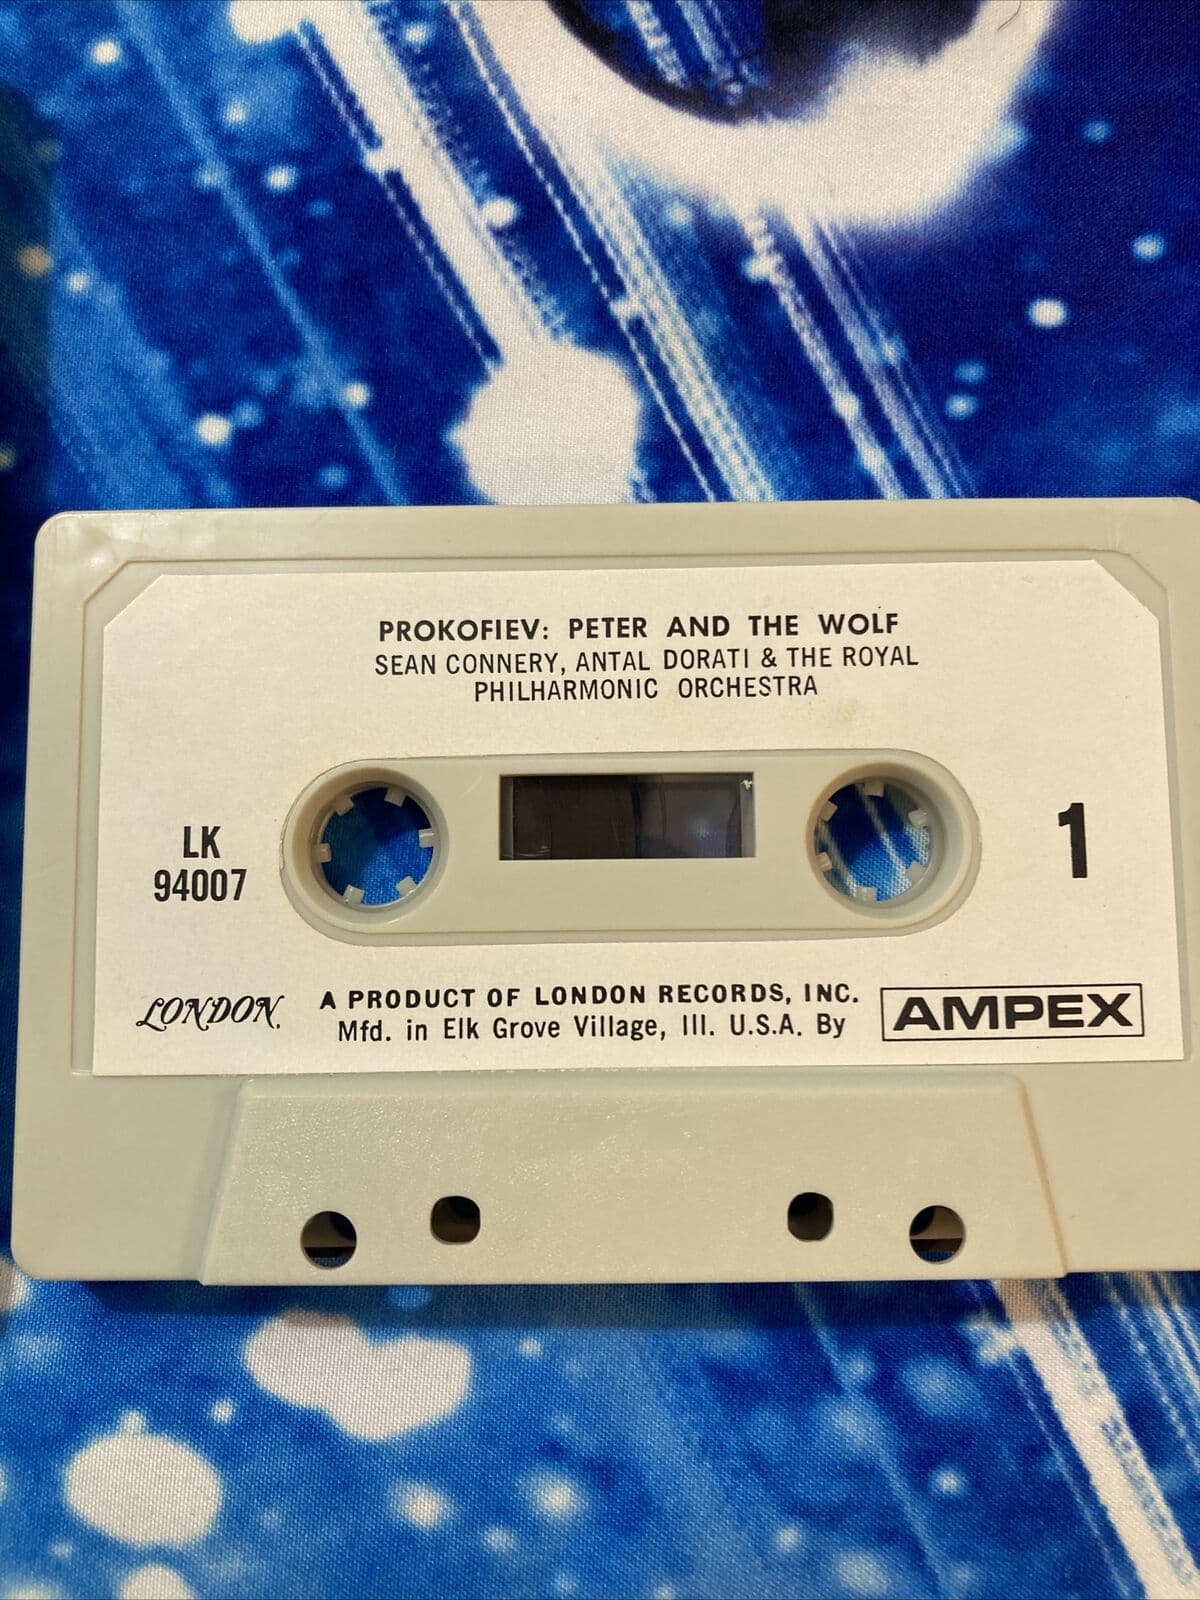 PROKOFIEV: PETER AND THE WOLF
SEAN CONNERY, ANTAL DORATI & THE ROYAL
PHILHARMONIC ORCHESTRA
LK
94007
1
LONDON.
A PRODUCT OF LONDON RECORDS, INC.
Mfd. in Elk Grove Village, Ill. U.S.A. By
AMPEX